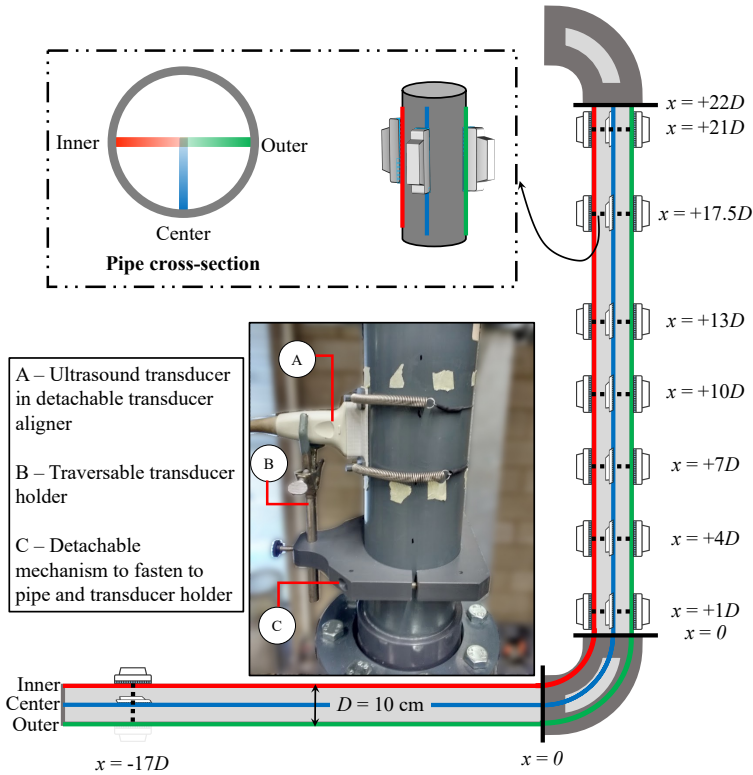 Inner
Outer
Center
Pipe cross-section
x = +22D
x = +21D
x = +17.5D
x = +13D
x = +10D
x = +7D
x = +4D
x = +1D
x = 0
A – Ultrasound transducer
in detachable transducer
aligner
B – Traversable transducer
holder
C – Detachable
mechanism to fasten to
pipe and transducer holder
A
B
C
Inner
Center
Outer
D = 10 cm
x = -17D
x = 0